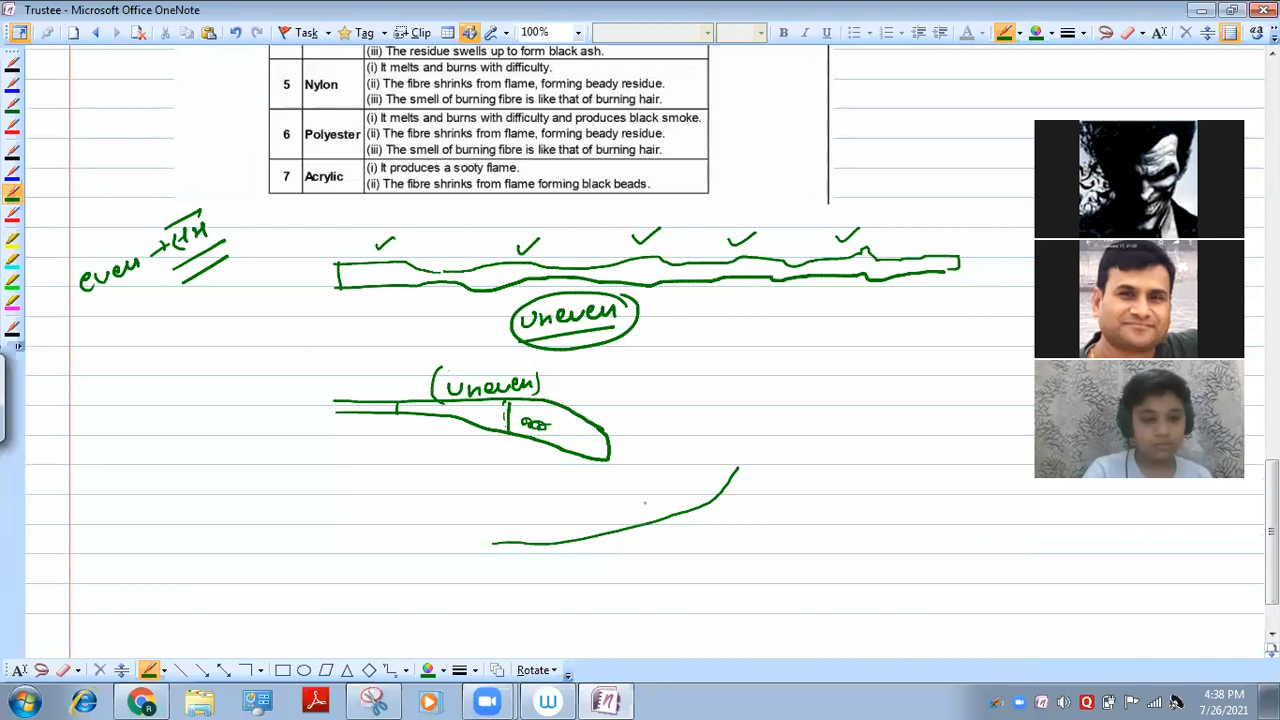 Trustee - Microsoft Office OneNote
Task Tag Clip 100% B I U A
(iii) The residue swells up to form black ash.
5 Nylon
(i) It melts and burns with difficulty.
(ii) The fibre shrinks from flame, forming beady residue.
(iii) The smell of burning fibre is like that of burning hair.
6 Polyester
(i) It melts and burns with difficulty and produces black smoke.
(ii) The fibre shrinks from flame, forming beady residue.
(iii) The smell of burning fibre is like that of burning hair.
7 Acrylic
(i) It produces a sooty flame.
(ii) The fibre shrinks from flame forming black beads.
even
uneven
(uneven)
Rotate
4:38 PM
7/26/2021